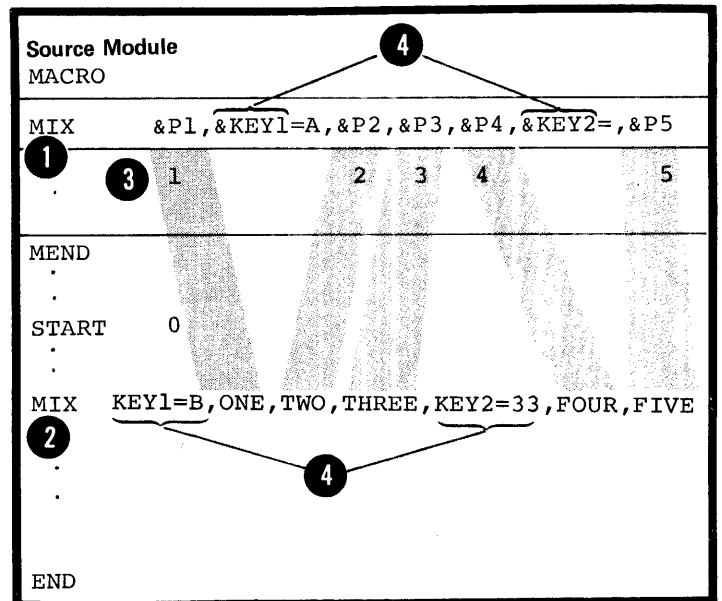 Source Module
4
MACRO
MIX &P1,&KEY1=A,&P2,&P3,&P4,&KEY2=,&P5
1
3 1 2 3 4 5
.
MEND
.
.
START 0
.
.
MIX KEY1=B,ONE,TWO,THREE,KEY2=33,FOUR,FIVE
2
4
.
.
END